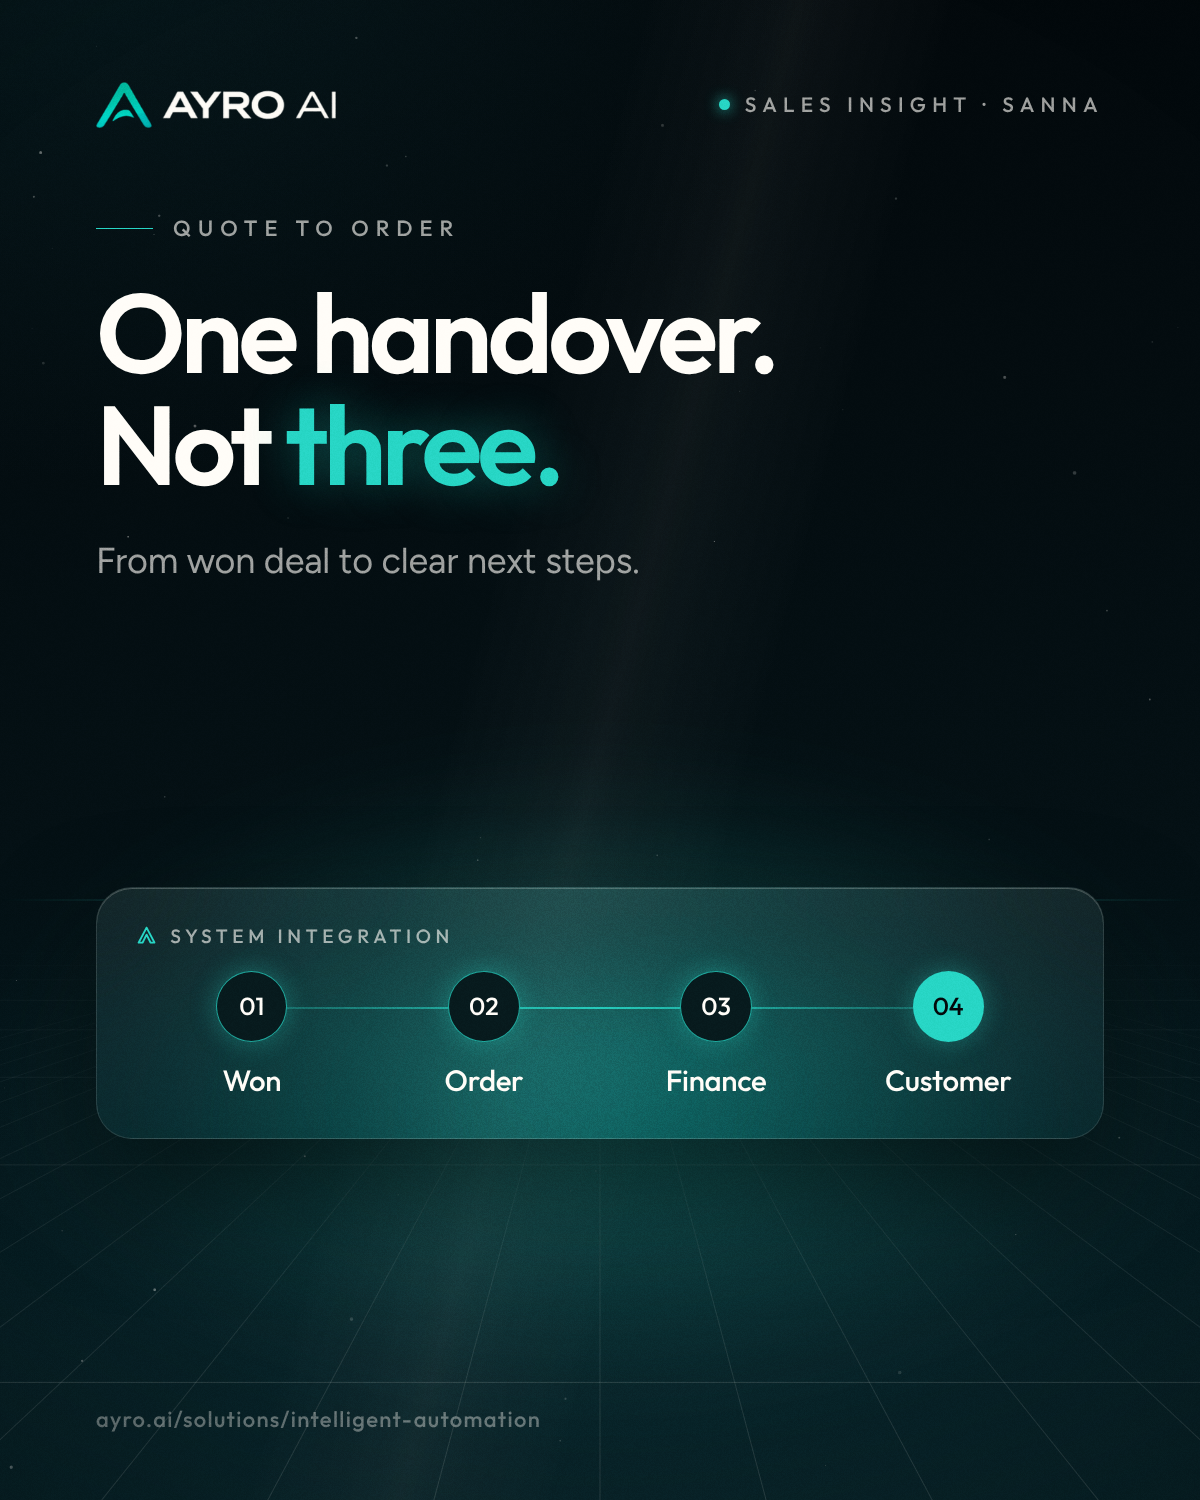 AYRO AI
SALES INSIGHT · SANNA
QUOTE TO ORDER
One handover.
Not three.
From won deal to clear next steps.
SYSTEM INTEGRATION
01 02 03 04
Won Order Finance Customer
ayro.ai/solutions/intelligent-automation